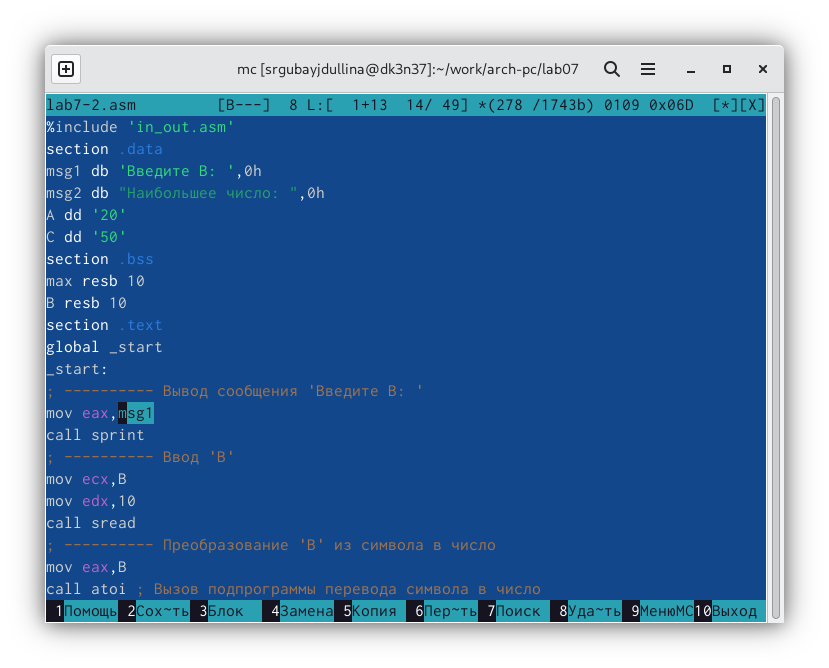 mc [srgubayjdullina@dk3n37]:~/work/arch-pc/lab07
lab7-2.asm         [B---]  8 L:[  1+13  14/ 49] *(278 /1743b) 0109 0x06D  [*][X]
%include 'in_out.asm'
section .data
msg1 db 'Введите B: ',0h
msg2 db "Наибольшее число: ",0h
A dd '20'
C dd '50'
section .bss
max resb 10
B resb 10
section .text
global _start
_start:
; ---------- Вывод сообщения 'Введите B: '
mov eax,msg1
call sprint
; ---------- Ввод 'B'
mov ecx,B
mov edx,10
call sread
; ---------- Преобразование 'B' из символа в число
mov eax,B
call atoi ; Вызов подпрограммы перевода символа в число
1Помощь 2Сох~ть 3Блок 4Замена 5Копия 6Пер~ть 7Поиск 8Уда~ть 9МенюMC 10Выход